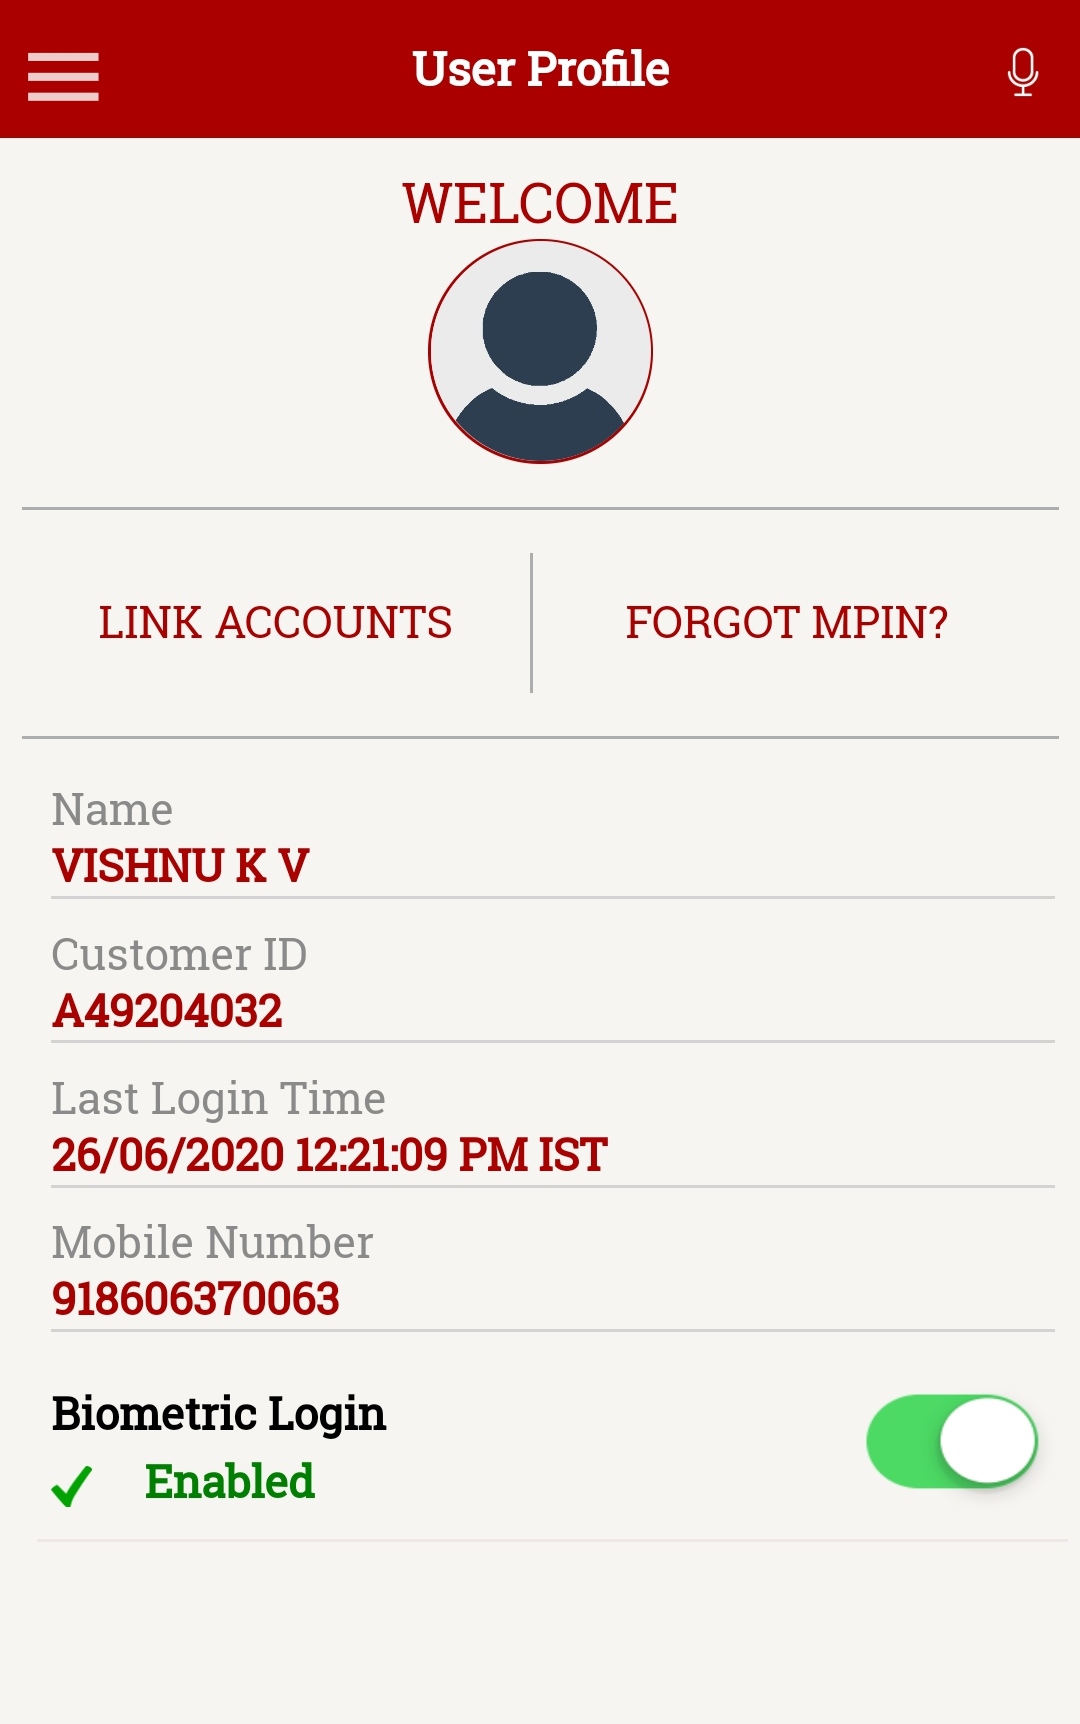 User Profile
WELCOME
LINK ACCOUNTS
FORGOT MPIN?
Name
VISHNU K V
Customer ID
A49204032
Last Login Time
26/06/2020 12:21:09 PM IST
Mobile Number
918606370063
Biometric Login
Enabled